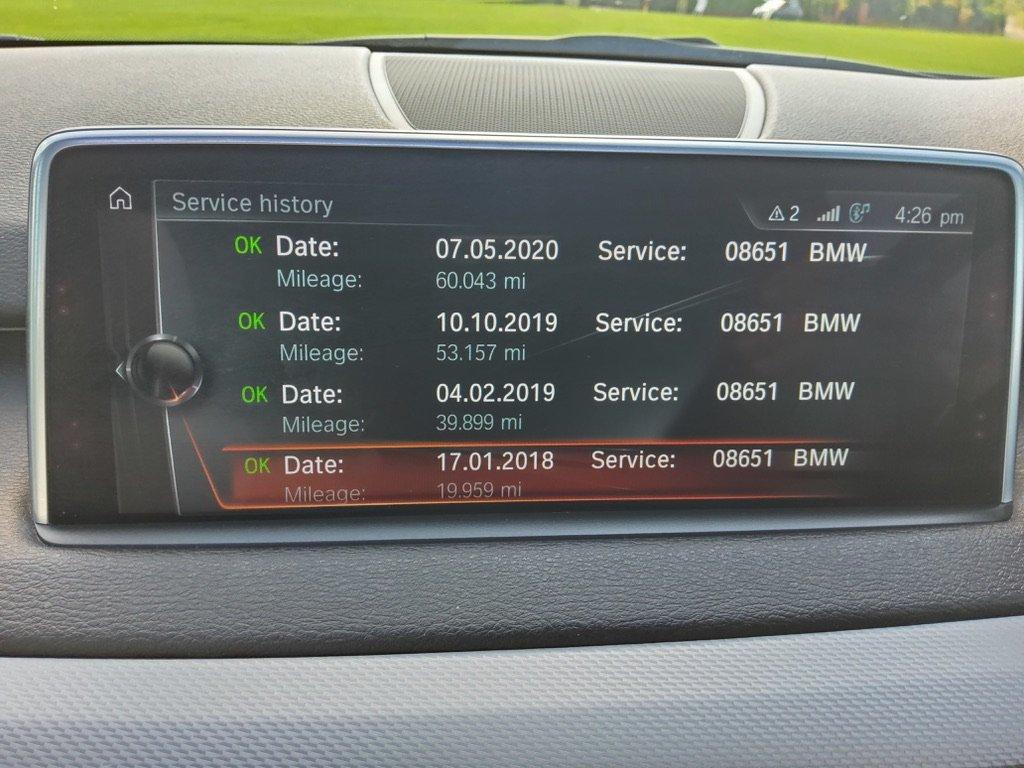 Service history
2 4:26 pm
OK Date: 07.05.2020 Service: 08651 BMW
Mileage: 60.043 mi
OK Date: 10.10.2019 Service: 08651 BMW
Mileage: 53.157 mi
OK Date: 04.02.2019 Service: 08651 BMW
Mileage: 39.899 mi
OK Date: 17.01.2018 Service: 08651 BMW
Mileage: 19.959 mi